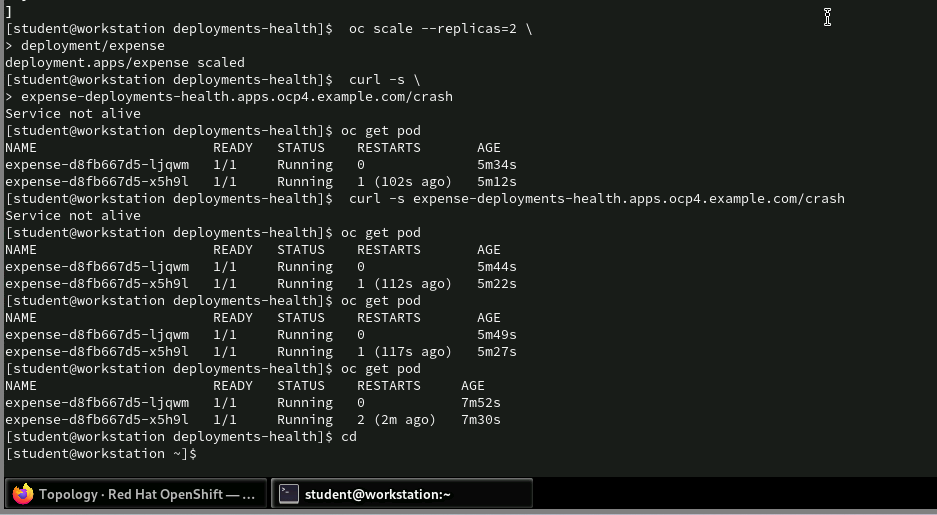 ]
[student@workstation deployments-health]$  oc scale --replicas=2 \
> deployment/expense
deployment.apps/expense scaled
[student@workstation deployments-health]$  curl -s \
> expense-deployments-health.apps.ocp4.example.com/crash
Service not alive
[student@workstation deployments-health]$ oc get pod
NAME                      READY   STATUS    RESTARTS       AGE
expense-d8fb667d5-ljqwm   1/1     Running   0              5m34s
expense-d8fb667d5-x5h9l   1/1     Running   1 (102s ago)   5m12s
[student@workstation deployments-health]$  curl -s expense-deployments-health.apps.ocp4.example.com/crash
Service not alive
[student@workstation deployments-health]$ oc get pod
NAME                      READY   STATUS    RESTARTS       AGE
expense-d8fb667d5-ljqwm   1/1     Running   0              5m44s
expense-d8fb667d5-x5h9l   1/1     Running   1 (112s ago)   5m22s
[student@workstation deployments-health]$ oc get pod
NAME                      READY   STATUS    RESTARTS       AGE
expense-d8fb667d5-ljqwm   1/1     Running   0              5m49s
expense-d8fb667d5-x5h9l   1/1     Running   1 (117s ago)   5m27s
[student@workstation deployments-health]$ oc get pod
NAME                      READY   STATUS    RESTARTS     AGE
expense-d8fb667d5-ljqwm   1/1     Running   0            7m52s
expense-d8fb667d5-x5h9l   1/1     Running   2 (2m ago)   7m30s
[student@workstation deployments-health]$ cd
[student@workstation ~]$
Topology · Red Hat OpenShift — ...
student@workstation:~